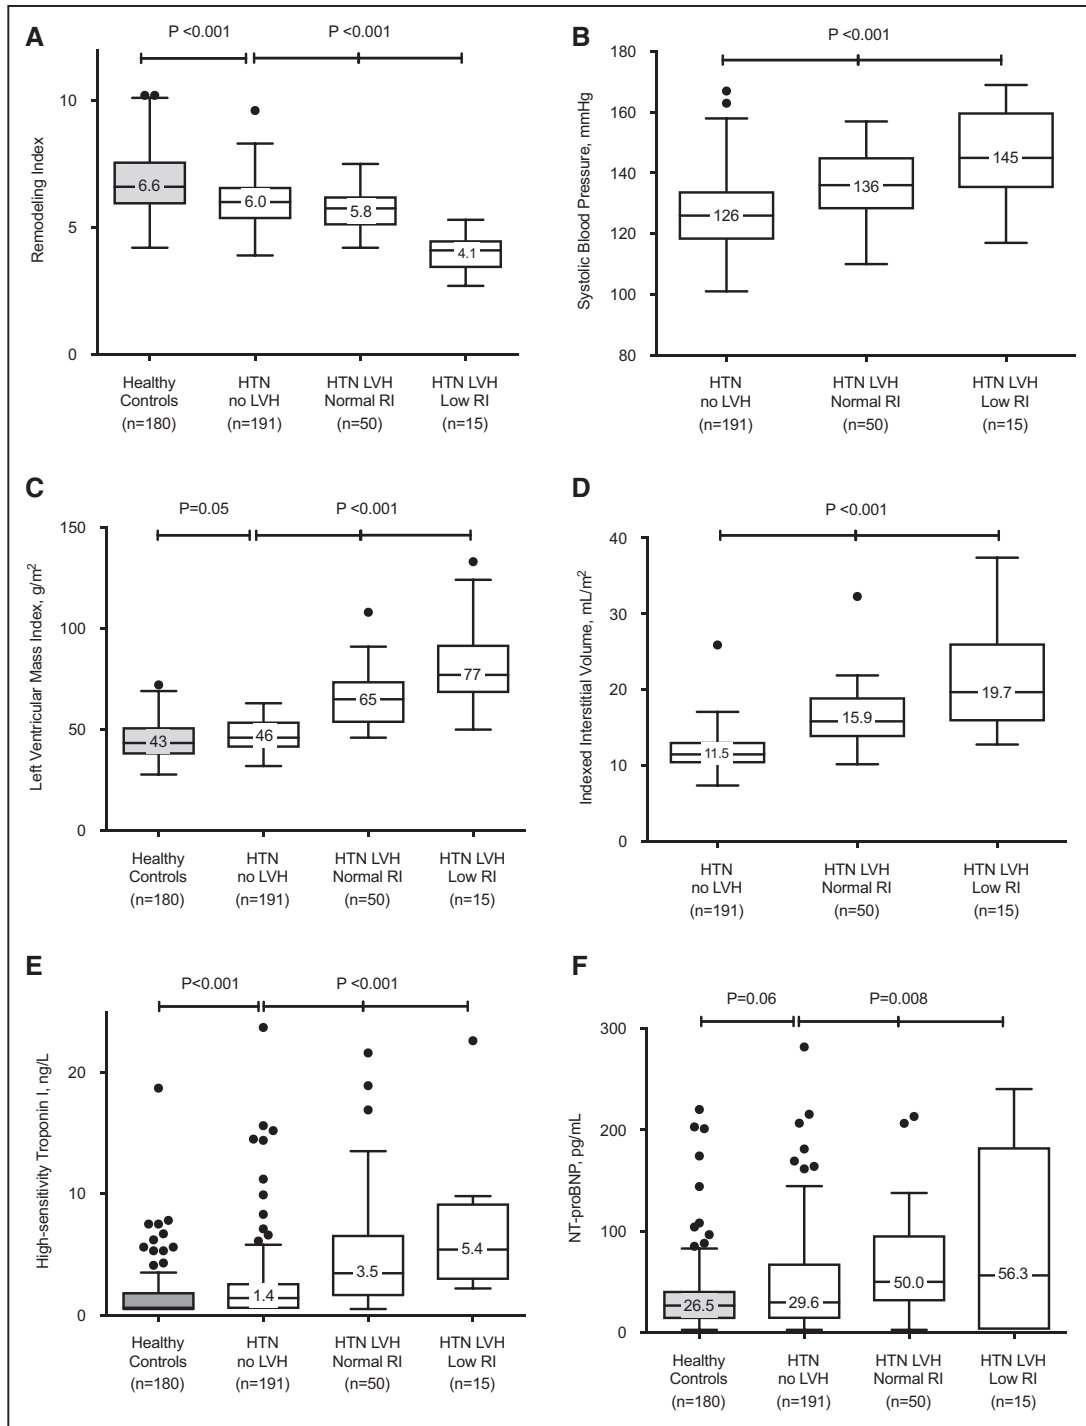 A
P <0.001
P <0.001
Remodeling Index
10
5
0
6.6
6.0
5.8
4.1
Healthy
Controls
(n=180)
HTN
no LVH
(n=191)
HTN LVH
Normal RI
(n=50)
HTN LVH
Low RI
(n=15)
B
P <0.001
Systolic Blood Pressure, mmHg
180
160
140
120
100
80
126
136
145
HTN
no LVH
(n=191)
HTN LVH
Normal RI
(n=50)
HTN LVH
Low RI
(n=15)
C
P=0.05
P <0.001
Left Ventricular Mass Index, g/m²
150
100
50
0
43
46
65
77
Healthy
Controls
(n=180)
HTN
no LVH
(n=191)
HTN LVH
Normal RI
(n=50)
HTN LVH
Low RI
(n=15)
D
P <0.001
Indexed Interstitial Volume, mL/m²
40
30
20
10
0
11.5
15.9
19.7
HTN
no LVH
(n=191)
HTN LVH
Normal RI
(n=50)
HTN LVH
Low RI
(n=15)
E
P<0.001
P <0.001
High-sensitivity Troponin I, ng/L
20
10
0
1.4
3.5
5.4
Healthy
Controls
(n=180)
HTN
no LVH
(n=191)
HTN LVH
Normal RI
(n=50)
HTN LVH
Low RI
(n=15)
F
P=0.06
P=0.008
NT-proBNP, pg/mL
300
200
100
0
26.5
29.6
50.0
56.3
Healthy
Controls
(n=180)
HTN
no LVH
(n=191)
HTN LVH
Normal RI
(n=50)
HTN LVH
Low RI
(n=15)